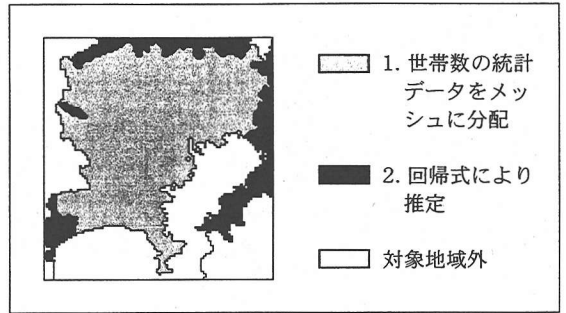 1. 世帯数の統計
データをメッ
シュに分配
2. 回帰式により
推定
対象地域外